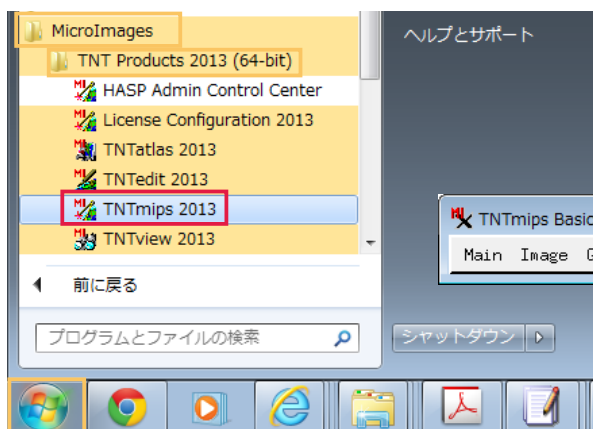 MicroImages
TNT Products 2013 (64-bit)
HASP Admin Control Center
License Configuration 2013
TNTatlas 2013
TNTedit 2013
TNTmips 2013
TNTview 2013
前に戻る
プログラムとファイルの検索
ヘルプとサポート
TNTmips Basic
Main Image
シャットダウン